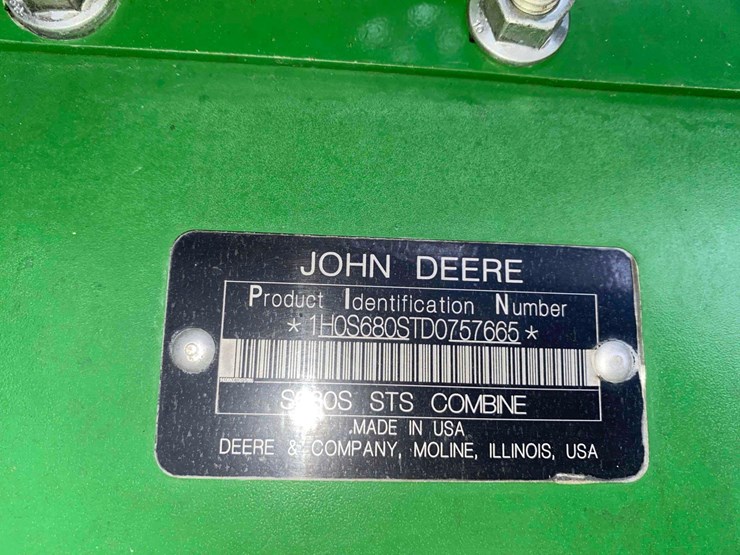 JOHN DEERE
Product Identification Number
*1H0S680STD0757665*
S680S STS COMBINE
MADE IN USA
DEERE & COMPANY, MOLINE, ILLINOIS, USA